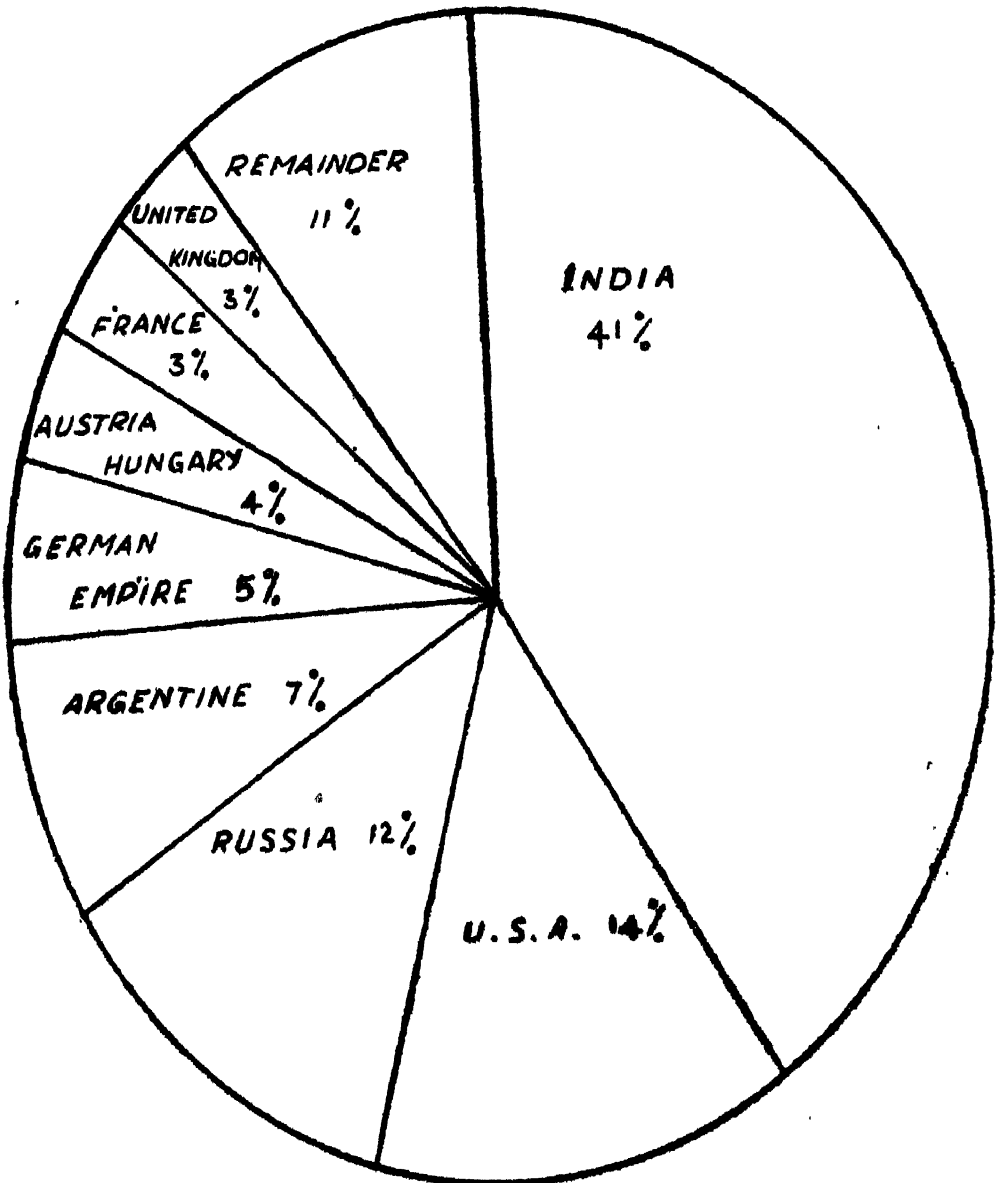 REMAINDER
11%
INDIA
41%
UNITED
KINGDOM
3%
FRANCE
3%
AUSTRIA
HUNGARY
4%
GERMAN
EMPIRE 5%
ARGENTINE 7%
RUSSIA 12%
U.S.A. 14%